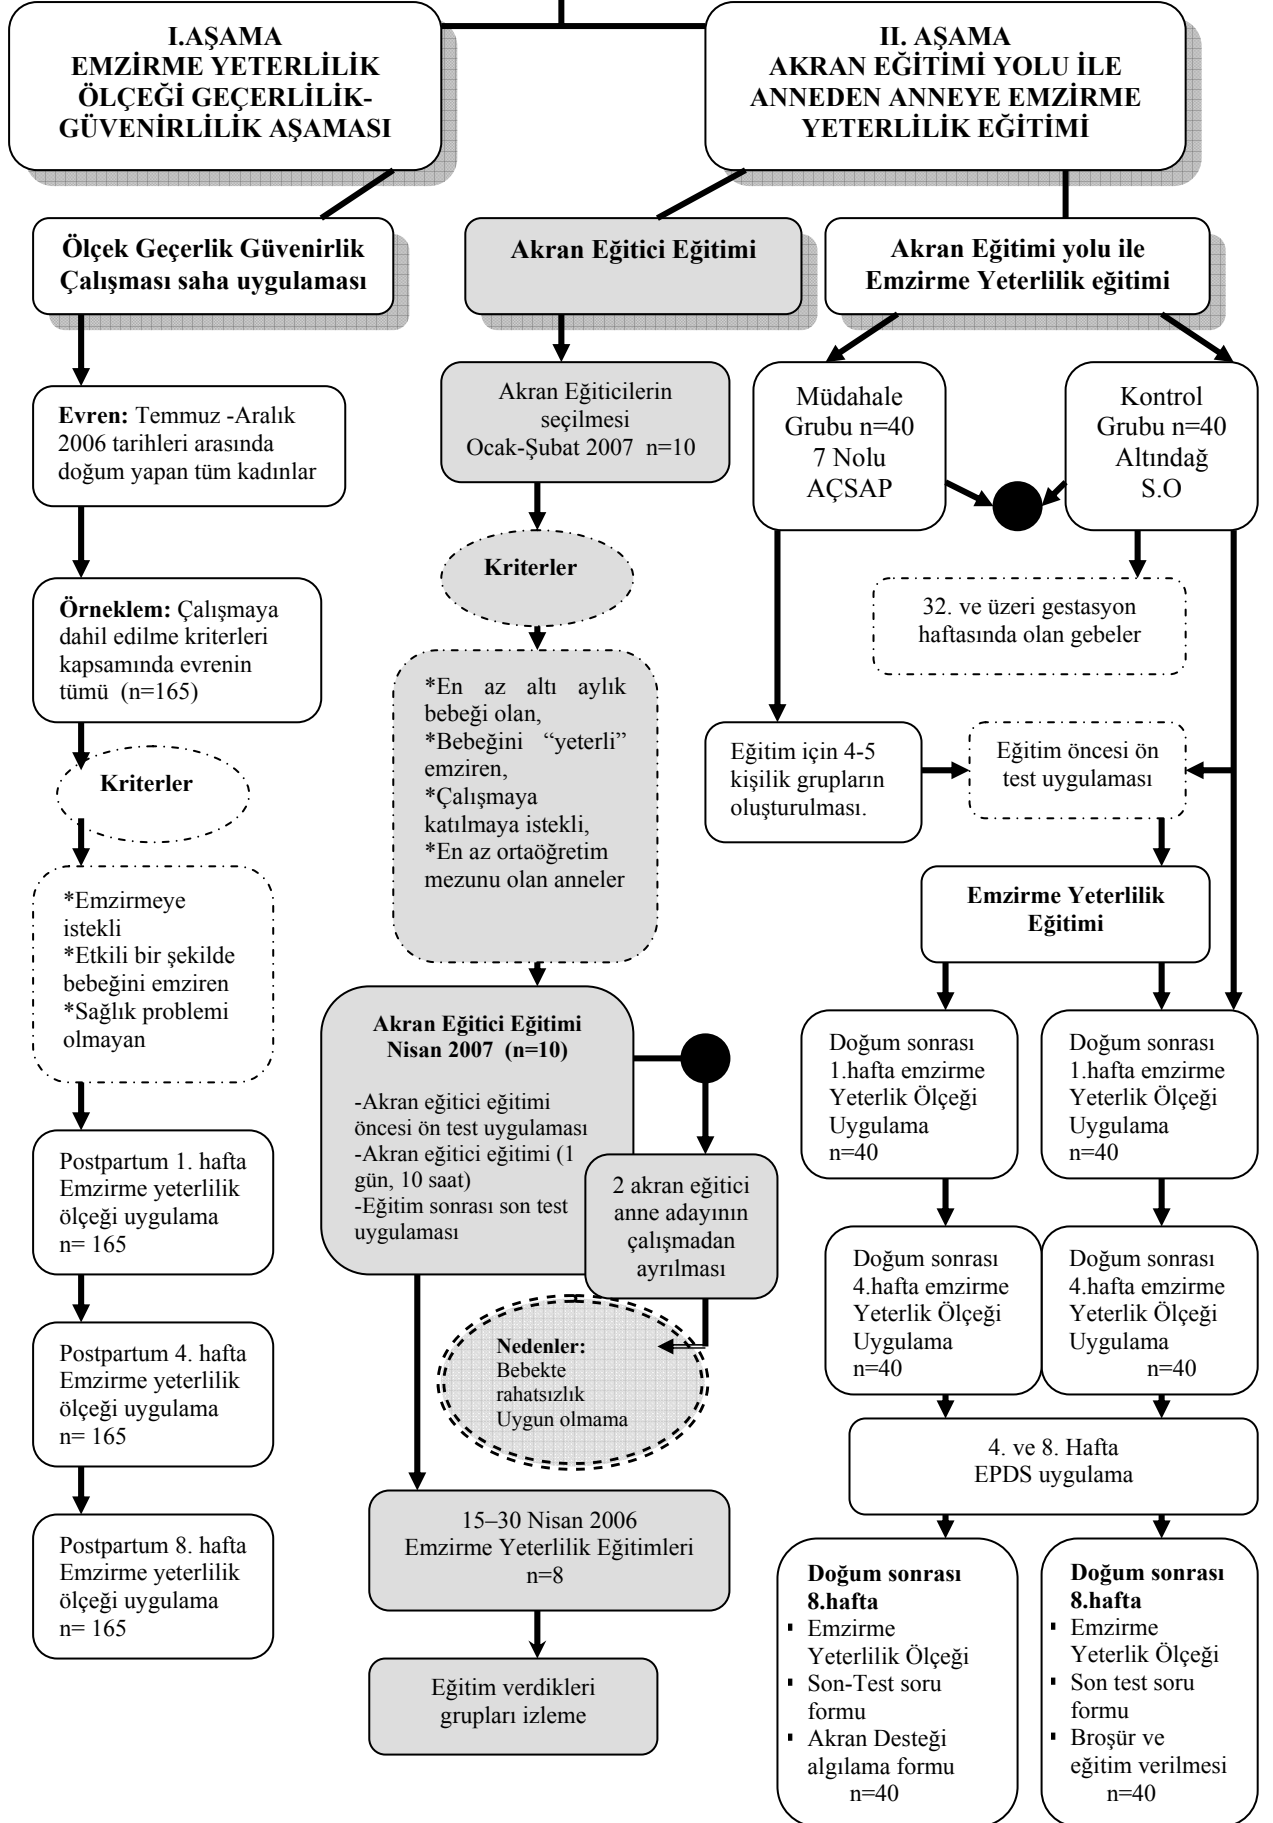 I.AŞAMA
EMZİRME YETERLİLİK
ÖLÇEĞİ GEÇERLİLİK-
GÜVENİRLİLİK AŞAMASI
II. AŞAMA
AKRAN EĞİTİMİ YOLU İLE
ANNEDEN ANNEYE EMZİRME
YETERLİLİK EĞİTİMİ
Ölçek Geçerlik Güvenirlik
Çalışması saha uygulaması
Evren: Temmuz -Aralık
2006 tarihleri arasında
doğum yapan tüm kadınlar
Örneklem: Çalışmaya
dahil edilme kriterleri
kapsamında evrenin
tümü (n=165)
Kriterler
*Emzirmeye
istekli
*Etkili bir şekilde
bebeğini emziren
*Sağlık problemi
olmayan
Postpartum 1. hafta
Emzirme yeterlilik
ölçeği uygulama
n= 165
Postpartum 4. hafta
Emzirme yeterlilik
ölçeği uygulama
n= 165
Postpartum 8. hafta
Emzirme yeterlilik
ölçeği uygulama
n= 165
Akran Eğitici Eğitimi
Akran Eğiticilerin
seçilmesi
Ocak-Şubat 2007 n=10
Kriterler
*En az altı aylık
bebeği olan,
*Bebeğini “yeterli”
emziren,
*Çalışmaya
katılmaya istekli,
*En az ortaöğretim
mezunu olan anneler
Akran Eğitici Eğitimi
Nisan 2007 (n=10)
-Akran eğitici eğitimi
öncesi ön test uygulaması
-Akran eğitici eğitimi (1
gün, 10 saat)
-Eğitim sonrası son test
uygulaması
2 akran eğitici
anne adayının
çalışmadan
ayrılması
Nedenler:
Bebekte
rahatsızlık
Uygun olmama
15–30 Nisan 2006
Emzirme Yeterlilik Eğitimleri
n=8
Eğitim verdikleri
grupları izleme
Akran Eğitimi yolu ile
Emzirme Yeterlilik eğitimi
Müdahale
Grubu n=40
7 Nolu
AÇSAP
Kontrol
Grubu n=40
Altındağ
S.O
32. ve üzeri gestasyon
haftasında olan gebeler
Eğitim için 4-5
kişilik grupların
oluşturulması.
Eğitim öncesi ön
test uygulaması
Emzirme Yeterlilik
Eğitimi
Doğum sonrası
1.hafta emzirme
Yeterlik Ölçeği
Uygulama
n=40
Doğum sonrası
1.hafta emzirme
Yeterlik Ölçeği
Uygulama
n=40
Doğum sonrası
4.hafta emzirme
Yeterlik Ölçeği
Uygulama
n=40
Doğum sonrası
4.hafta emzirme
Yeterlik Ölçeği
Uygulama
n=40
4. ve 8. Hafta
EPDS uygulama
Doğum sonrası
8.hafta
▪ Emzirme
Yeterlilik Ölçeği
▪ Son-Test soru
formu
▪ Akran Desteği
algılama formu
n=40
Doğum sonrası
8.hafta
▪ Emzirme
Yeterlik Ölçeği
▪ Son test soru
formu
▪ Broşür ve
eğitim verilmesi
n=40